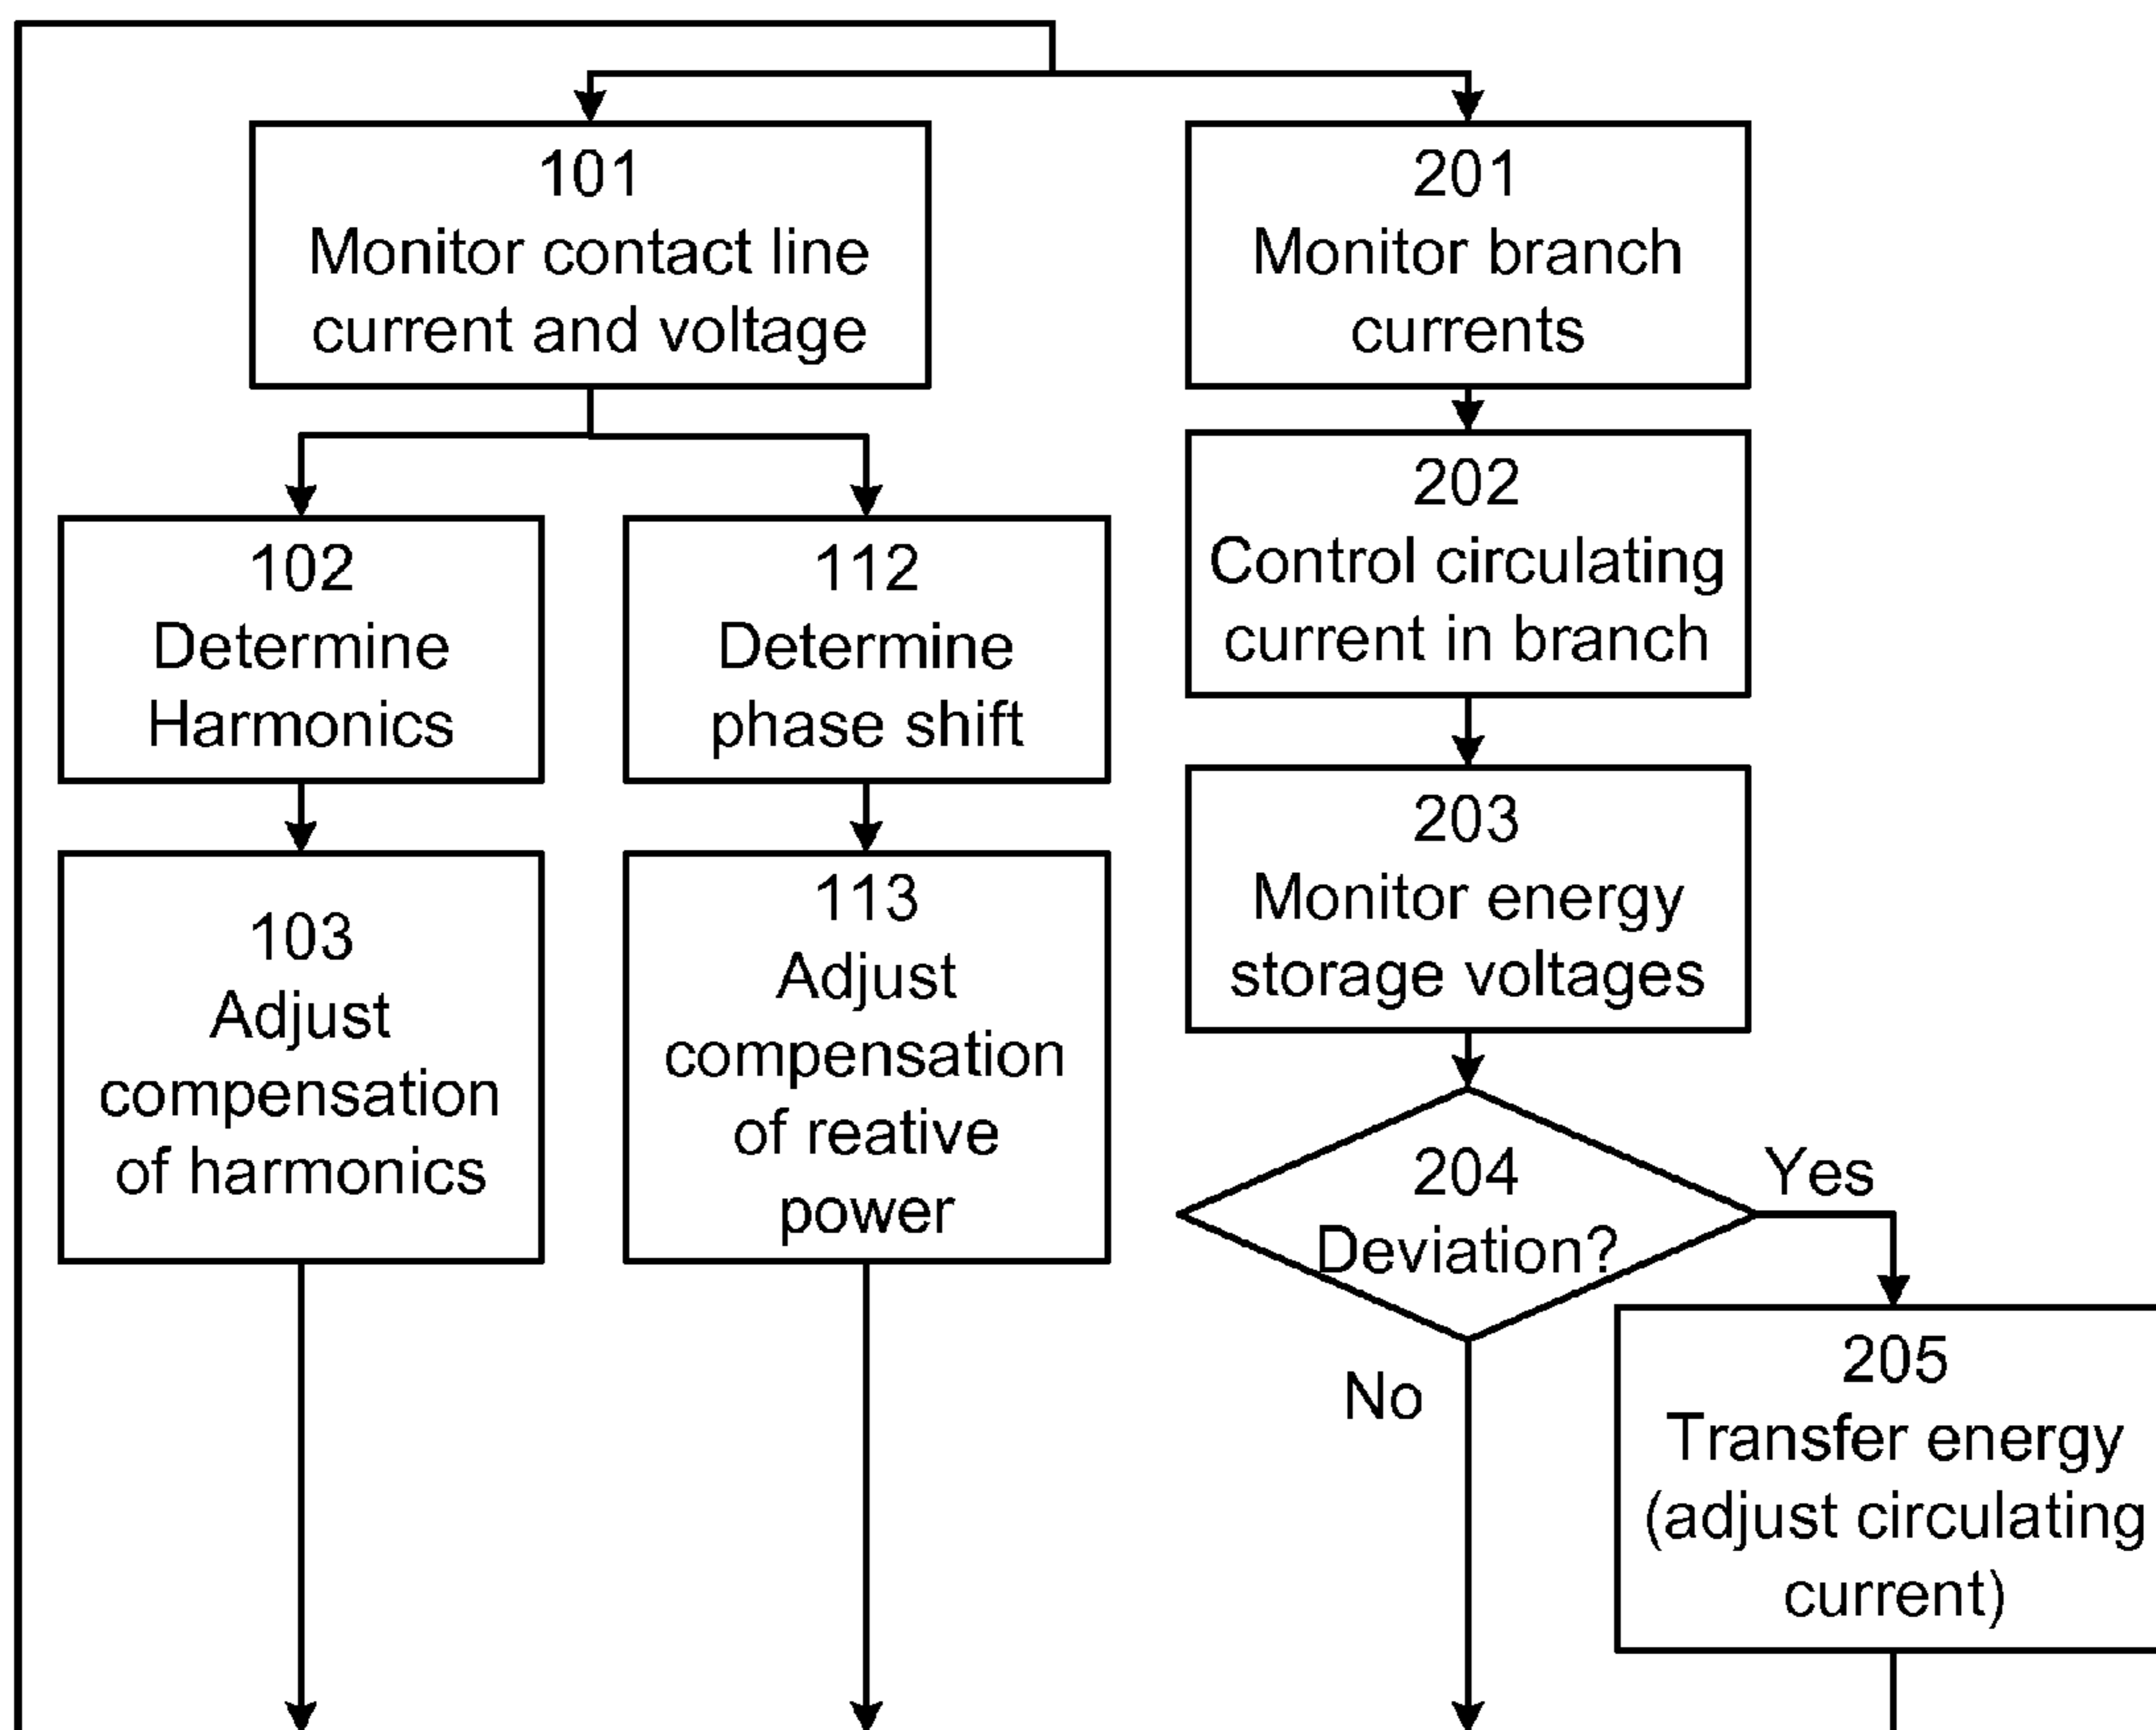 101
Monitor contact line
current and voltage
102
Determine
Harmonics
103
Adjust
compensation
of harmonics
112
Determine
phase shift
113
Adjust
compensation
of reative
power
201
Monitor branch
currents
202
Control circulating
current in branch
203
Monitor energy
storage voltages
204
Deviation?
Yes
No
205
Transfer energy
(adjust circulating
current)